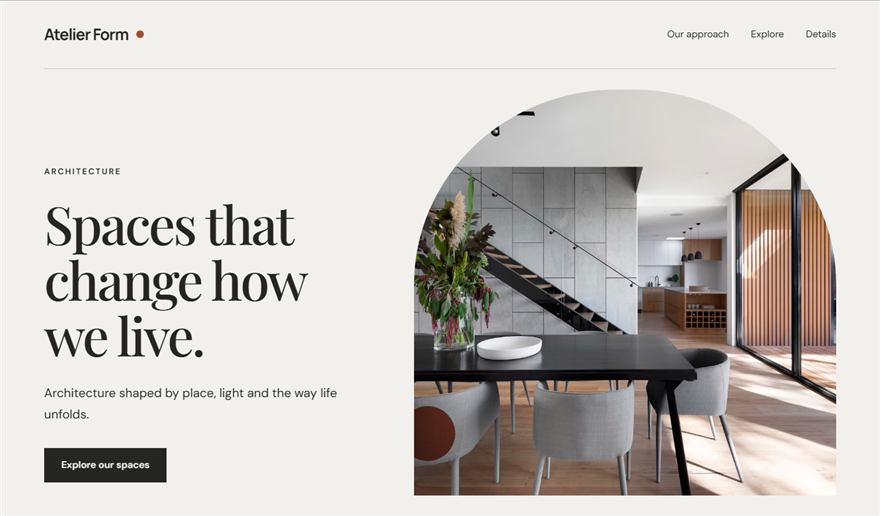 Atelier Form
Our approach
Explore
Details
ARCHITECTURE
Spaces that
change how
we live.
Architecture shaped by place, light and the way life
unfolds.
Explore our spaces